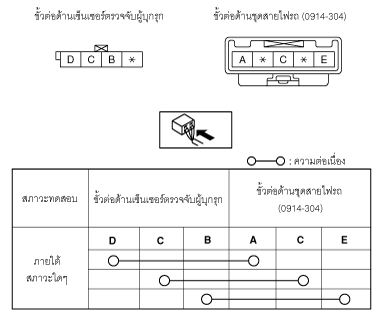 ขั้วต่อด้านเซ็นเซอร์ตรวจจับผู้บุกรุก
ขั้วต่อด้านชุดสายไฟรถ (0914-304)
D C B *
A * C * E
: ความต่อเนื่อง
สภาวะทดสอบ
ขั้วต่อด้านเซ็นเซอร์ตรวจจับผู้บุกรุก
ขั้วต่อด้านชุดสายไฟรถ
(0914-304)
D C B A C E
ภายใต้
สภาวะใดๆ